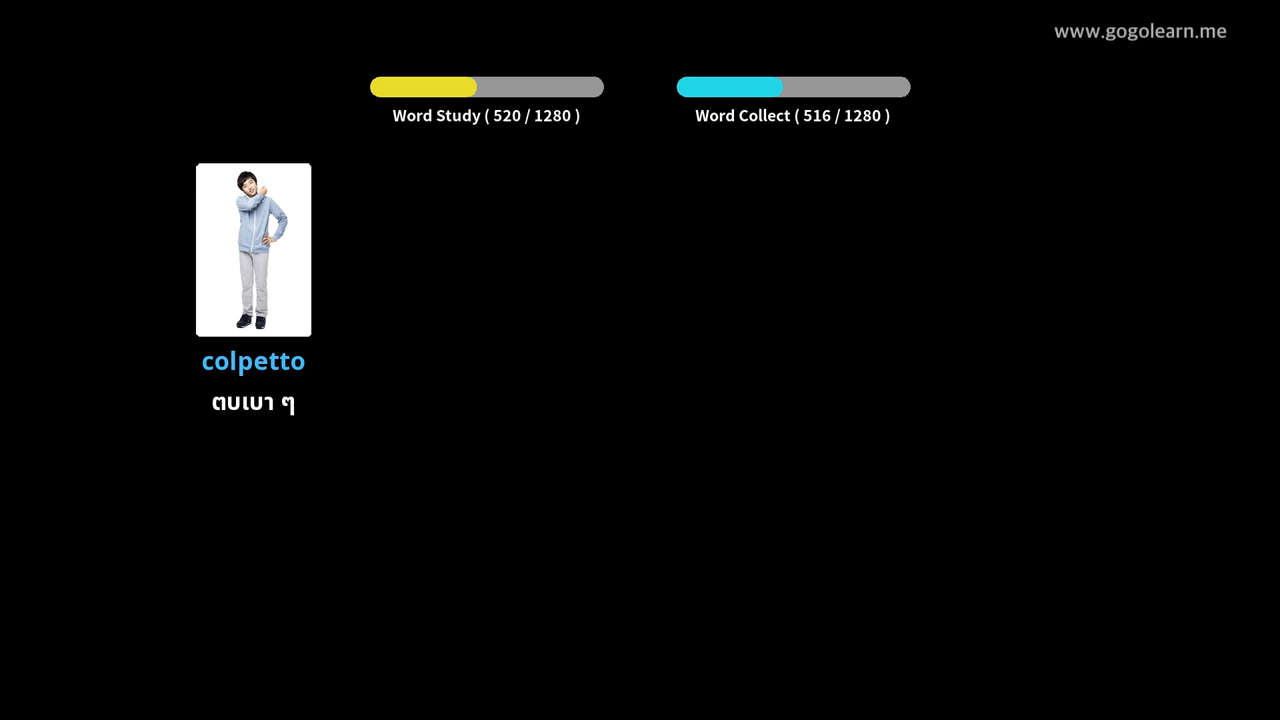 www.gogolearn.me
Word Study ( 520 / 1280 )
Word Collect ( 516 / 1280 )
colpetto
ตบเบา ๆ